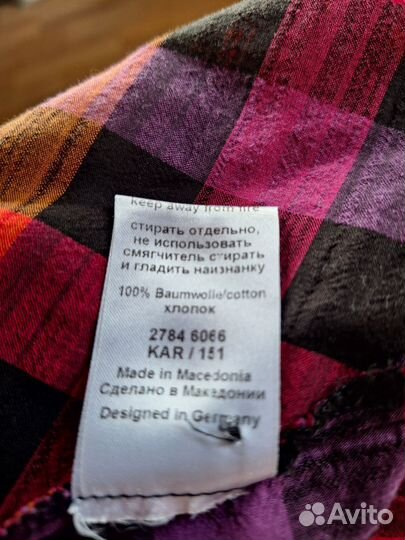 keep away from fire
стирать отдельно,
не использовать
смягчитель стирать
и гладить наизнанку
100% Baumwolle/cotton
хлопок
2784 6066
KAR / 151
Made in Macedonia
Сделано в Македонии
Designed in Germany
Avito